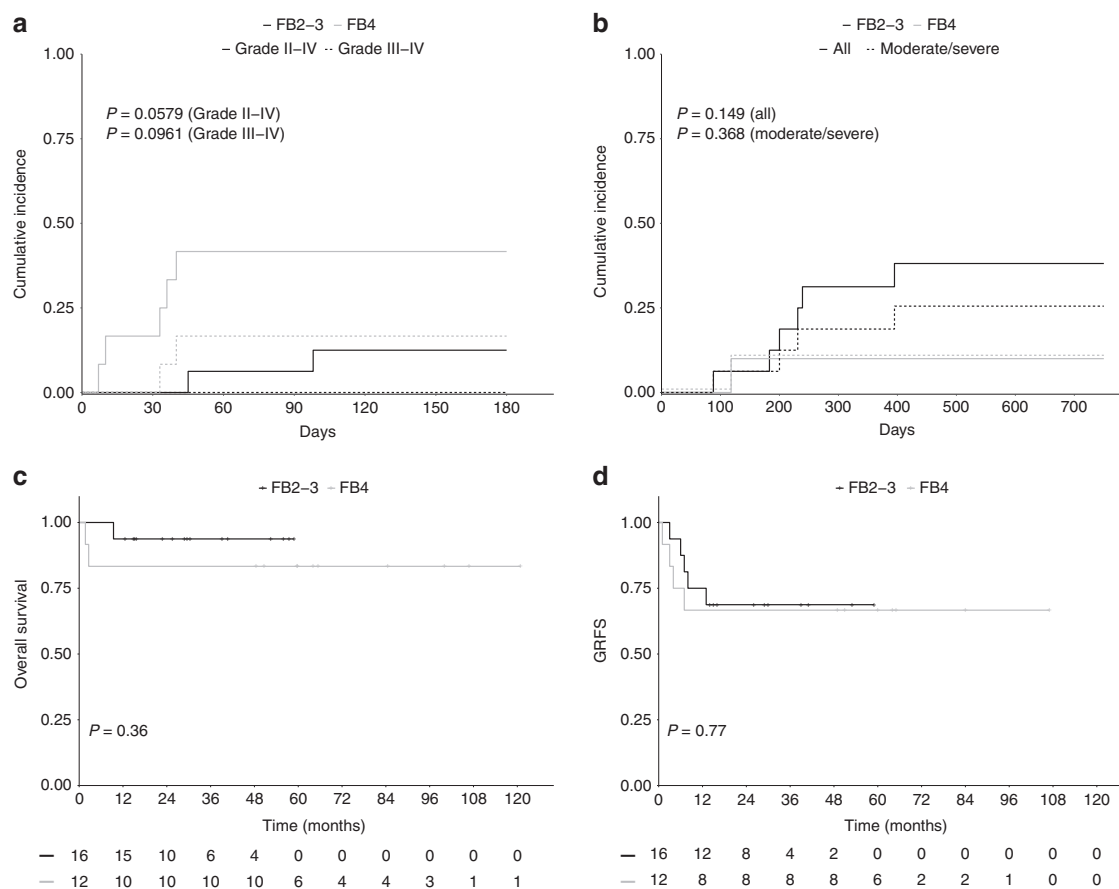 a
FB2–3 FB4
Grade II–IV Grade III–IV
1.00
0.75
0.50
0.25
0.00
Cumulative incidence
P = 0.0579 (Grade II–IV)
P = 0.0961 (Grade III–IV)
0 30 60 90 120 150 180
Days
b
FB2–3 FB4
All Moderate/severe
1.00
0.75
0.50
0.25
0.00
Cumulative incidence
P = 0.149 (all)
P = 0.368 (moderate/severe)
0 100 200 300 400 500 600 700
Days
c
FB2–3 FB4
1.00
0.75
0.50
0.25
0.00
Overall survival
P = 0.36
0 12 24 36 48 60 72 84 96 108 120
Time (months)
16 15 10 6 4 0 0 0 0 0 0
12 10 10 10 10 6 4 4 3 1 1
d
FB2–3 FB4
1.00
0.75
0.50
0.25
0.00
GRFS
P = 0.77
0 12 24 36 48 60 72 84 96 108 120
Time (months)
16 12 8 4 2 0 0 0 0 0 0
12 8 8 8 8 6 2 2 1 0 0